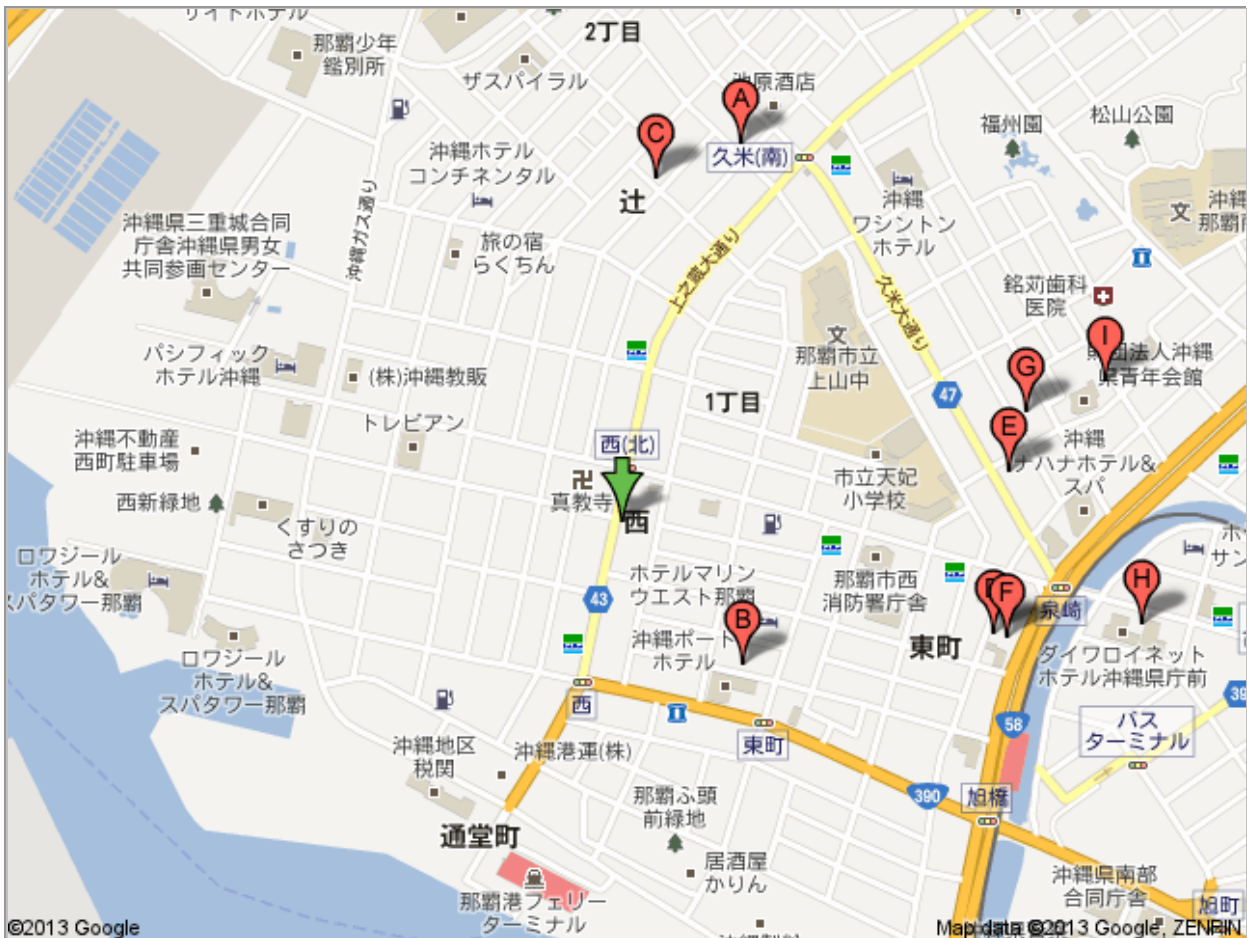 サイトホテル
2丁目
那覇少年
鑑別所
ザスパイラル
池原酒店
A
C
久米(南)
福州園
松山公園
沖縄ホテル
コンチネンタル
辻
沖縄
ワシントン
ホテル
文
沖縄
那覇商
沖縄県三重城合同
庁舎沖縄県男女
共同参画センター
沖縄ガス通り
旅の宿
らくちん
上之蔵大通り
久米大通り
銘苅歯科
医院
パシフィック
ホテル沖縄
(株)沖縄教販
文
那覇市立
上山中
I
財団法人沖縄
県青年会館
G
47
1丁目
トレビアン
E
沖縄不動産
西町駐車場
西(北)
沖縄
ナハナホテル&
スパ
市立天妃
小学校
西新緑地
真教寺
西
くすりの
さつき
ロワジール
ホテル&
スパタワー那覇
ホテルマリン
ウエスト那覇
那覇市西
消防署庁舎
43
F
H
泉崎
B
沖縄ポート
ホテル
東町
ダイワロイネット
ホテル沖縄県庁前
ロワジール
ホテル&
スパタワー那覇
西
58
39
バス
ターミナル
沖縄地区
税関
沖縄港運(株)
東町
390
旭橋
那覇ふ頭
前緑地
通堂町
居酒屋
かりん
沖縄県南部
合同庁舎
旭町
那覇港フェリー
ターミナル
©2013 Google
Map data ©2013 Google, ZENRIN